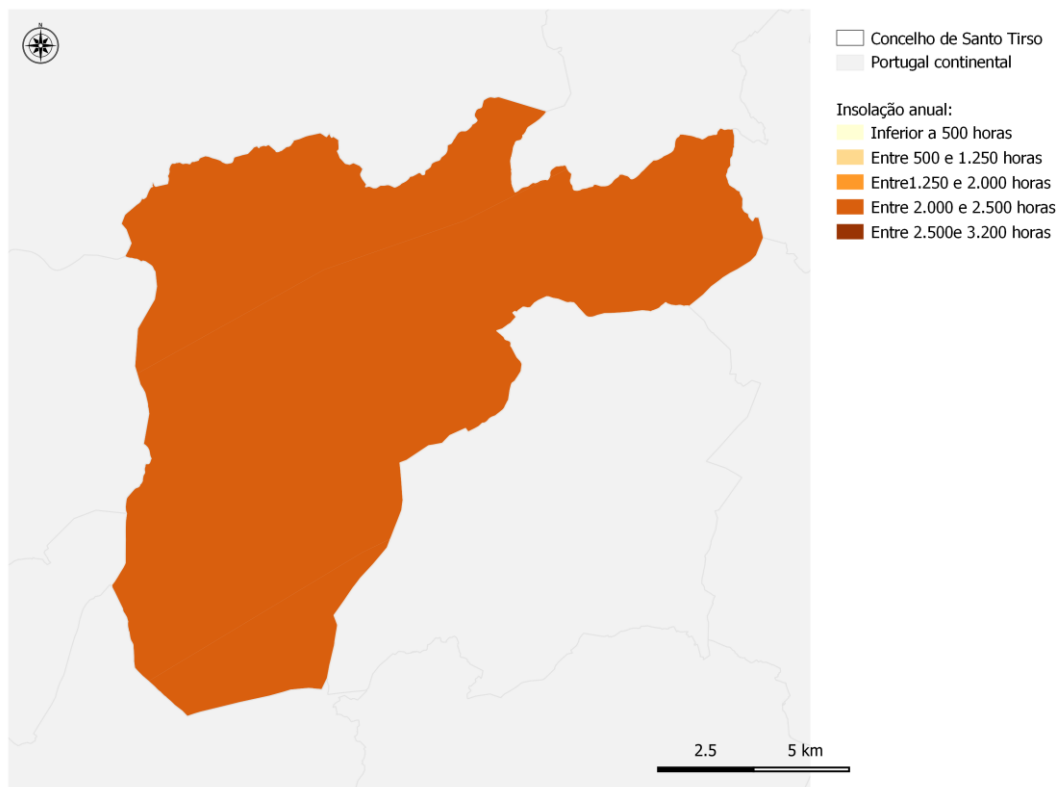 N
Concelho de Santo Tirso
Portugal continental
Insolação anual:
Inferior a 500 horas
Entre 500 e 1.250 horas
Entre1.250 e 2.000 horas
Entre 2.000 e 2.500 horas
Entre 2.500e 3.200 horas
2.5 5 km